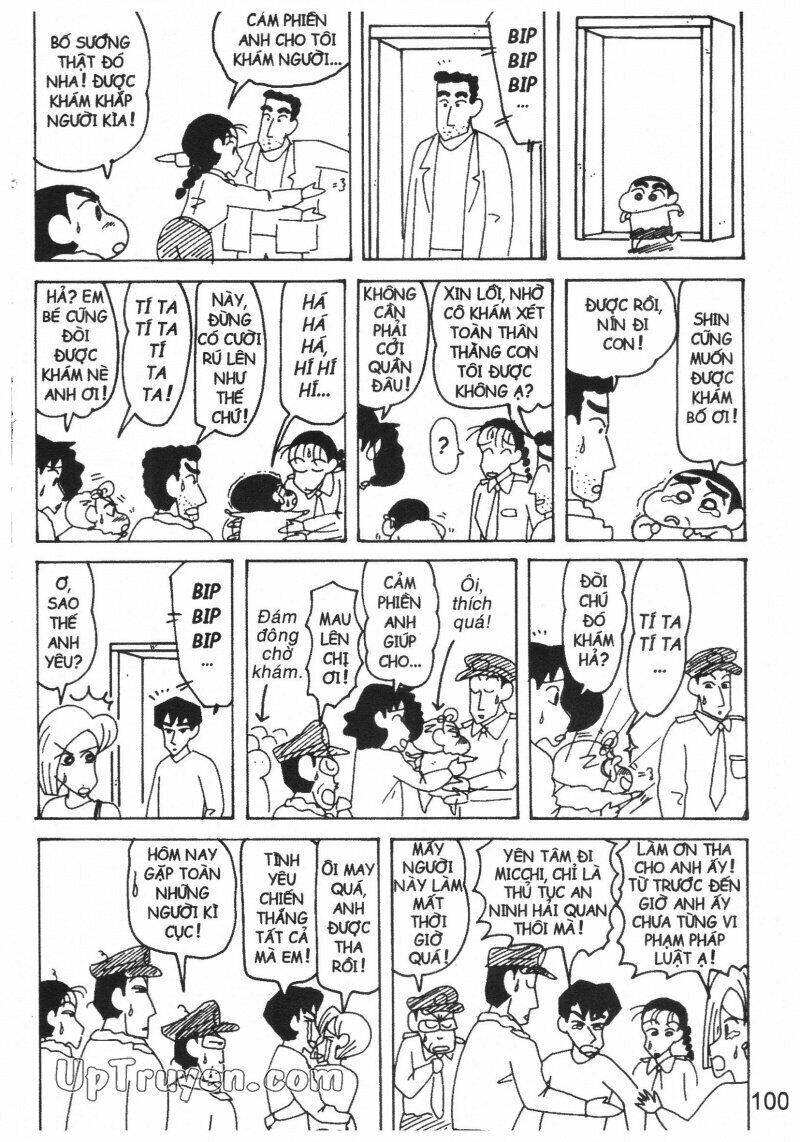 BIP
BIP
BIP
...
CẢM PHIỀN
ANH CHO TÔI
KHÁM NGƯỜI...
BỐ SƯỚNG
THẬT ĐÓ
NHA! ĐƯỢC
KHÁM KHẮP
NGƯỜI KÌA!
SHIN
CŨNG
MUỐN
ĐƯỢC
KHÁM
BỐ ƠI!
ĐƯỢC RỒI,
NÍN ĐI
CON!
XIN LỖI, NHỜ
CÔ KHÁM XÉT
TOÀN THÂN
THẰNG CON
TÔI ĐƯỢC
KHÔNG Ạ?
KHÔNG
CẦN
PHẢI
CỞI
QUẦN
ĐÂU!
?
HÁ
HÁ
HÁ,
HÍ HÍ
HÍ...
NÀY,
ĐỪNG
CÓ CƯỜI
RÚ LÊN
NHƯ
THẾ
CHỨ!
TÍ TA
TÍ TA
TÍ
TA
TA!
HẢ? EM
BÉ CŨNG
ĐÒI
ĐƯỢC
KHÁM NÈ
ANH ƠI!
TÍ TA
TÍ TA
...
ĐÒI
CHÚ
ĐÓ
KHÁM
HẢ?
Ôi,
thích
quá!
CẢM
PHIỀN
ANH
GIÚP
CHO...
MAU
LÊN
CHỊ
ƠI!
Đám
đông
chờ
khám.
BIP
BIP
BIP
...
Ơ,
SAO
THẾ
ANH
YÊU?
LÀM ƠN THA
CHO ANH ẤY!
TỪ TRƯỚC ĐẾN
GIỜ ANH ẤY
CHƯA TỪNG VI
PHẠM PHÁP
LUẬT Ạ!
YÊN TÂM ĐI
MICCHI, CHỈ LÀ
THỦ TỤC AN
NINH HẢI QUAN
THÔI MÀ!
MẤY
NGƯỜI
NÀY LÀM
MẤT
THỜI
GIỜ
QUÁ!
ÔI MAY
QUÁ,
ANH
ĐƯỢC
THA
RỒI!
TÌNH
YÊU
CHIẾN
THẮNG
TẤT CẢ
MÀ EM!
HÔM NAY
GẶP TOÀN
NHỮNG
NGƯỜI KÌ
CỤC!
UpTruyen.com
100